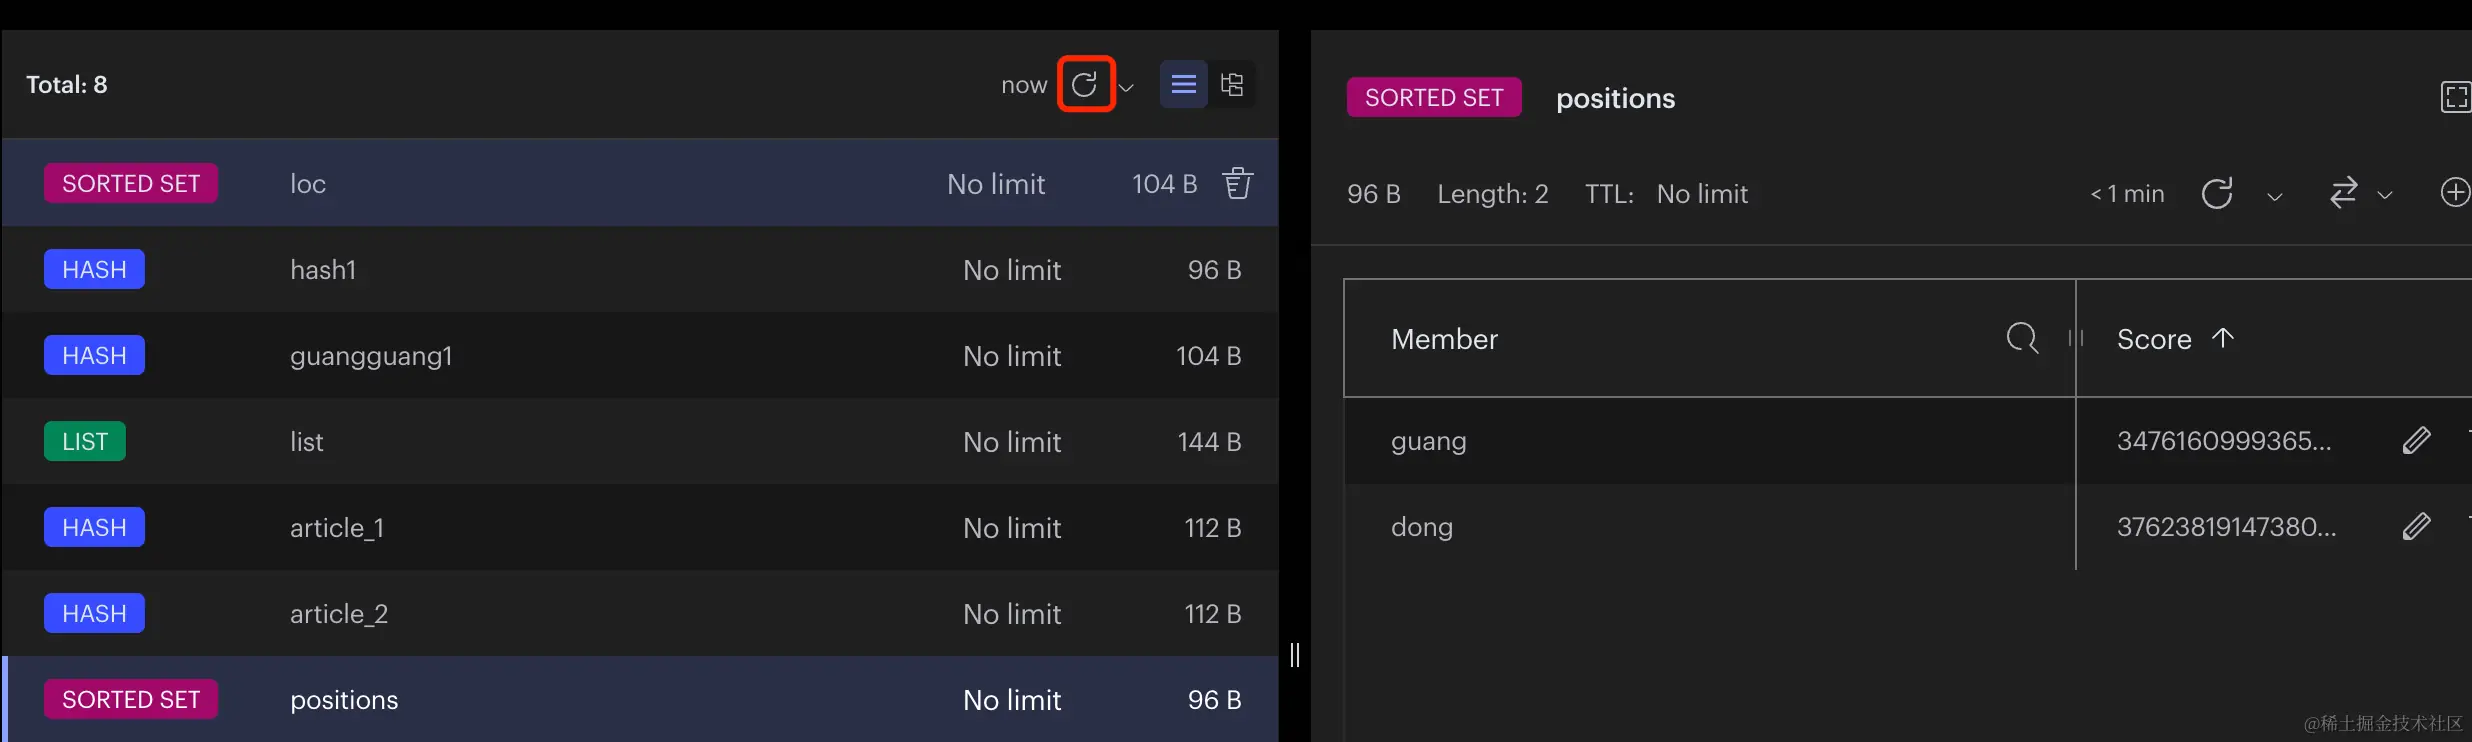 Total: 8
now
SORTED SET loc No limit 104 B
HASH hash1 No limit 96 B
HASH guangguang1 No limit 104 B
LIST list No limit 144 B
HASH article_1 No limit 112 B
HASH article_2 No limit 112 B
SORTED SET positions No limit 96 B
SORTED SET positions
96 B Length: 2 TTL: No limit < 1 min
Member Score
guang 3476160999365...
dong 37623819147380...
@稀土掘金技术社区